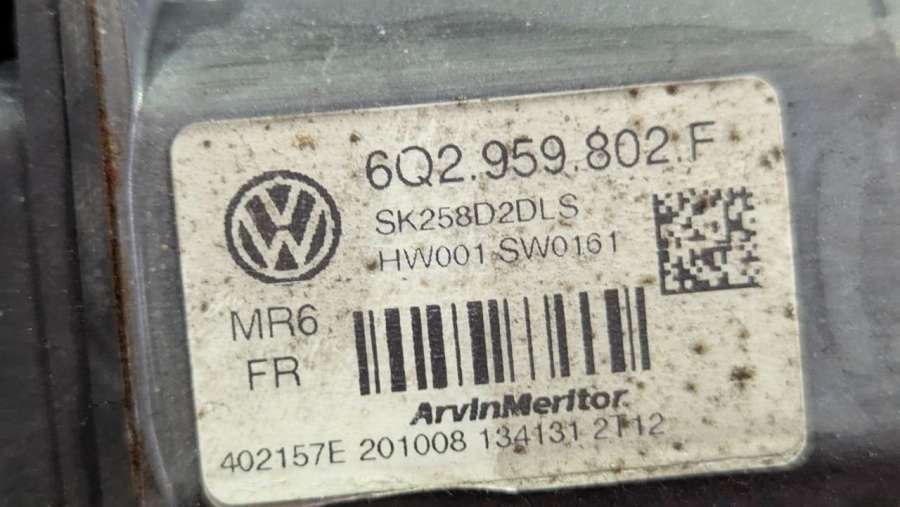 6Q2.959.802.F
SK258D2DLS
HW001 SW0161
MR6
FR
ArvinMeritor
402157E 201008 134131 2T12